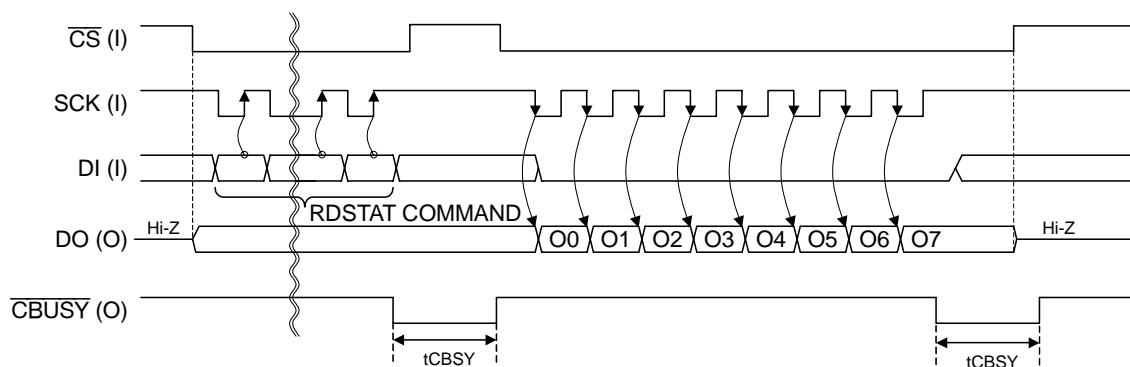 CS (I)
SCK (I)
DI (I)
RDSTAT COMMAND
Hi-Z
DO (O)
O0 O1 O2 O3 O4 O5 O6 O7
Hi-Z
CBUSY (O)
tCBSY
tCBSY